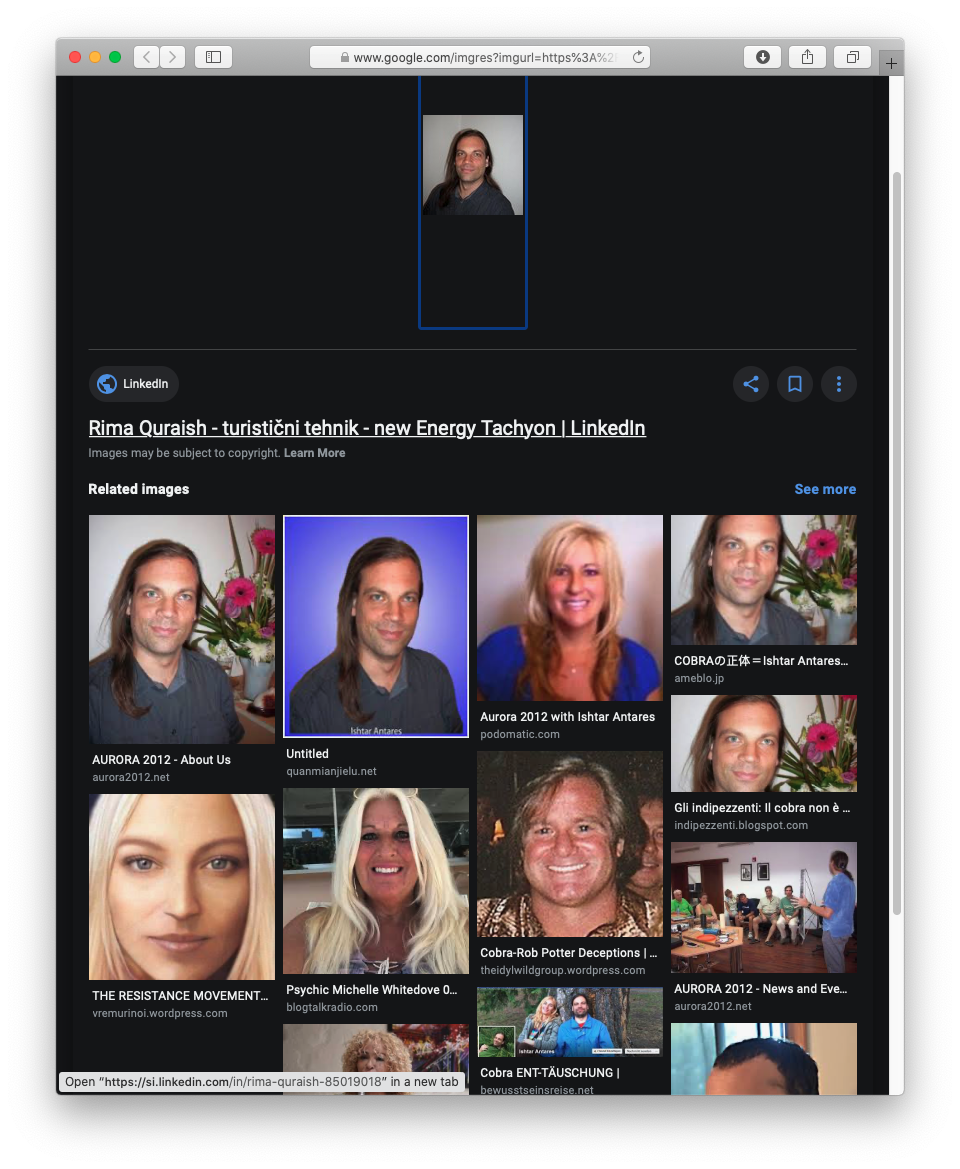 www.google.com/imgres?imgurl=https%3A%2
LinkedIn
Rima Quraish - turistični tehnik - new Energy Tachyon | LinkedIn
Images may be subject to copyright. Learn More
Related images
See more
AURORA 2012 - About Us
aurora2012.net
Ishtar Antares
Untitled
quanmianjielu.net
Aurora 2012 with Ishtar Antares
podomatic.com
COBRAの正体＝Ishtar Antares...
ameblo.jp
Gli indipezzenti: Il cobra non è ...
indipezzenti.blogspot.com
THE RESISTANCE MOVEMENT...
vremurinoi.wordpress.com
Psychic Michelle Whitedove 0...
blogtalkradio.com
Cobra-Rob Potter Deceptions | ...
theidylwildgroup.wordpress.com
AURORA 2012 - News and Eve...
aurora2012.net
Ishtar Antares
Cobra ENT-TÄUSCHUNG |
bewusstseinsreise.net
Open “https://si.linkedin.com/in/rima-quraish-85019018” in a new tab